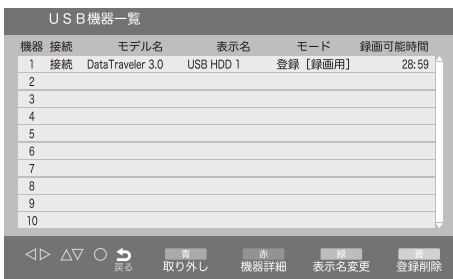 USB機器一覧
機器 接続 モデル名 表示名 モード 録画可能時間
1 接続 DataTraveler 3.0 USB HDD 1 登録［録画用］ 28:59
2
3
4
5
6
7
8
9
10
戻る
青 赤 緑 黄
取り外し 機器詳細 表示名変更 登録削除